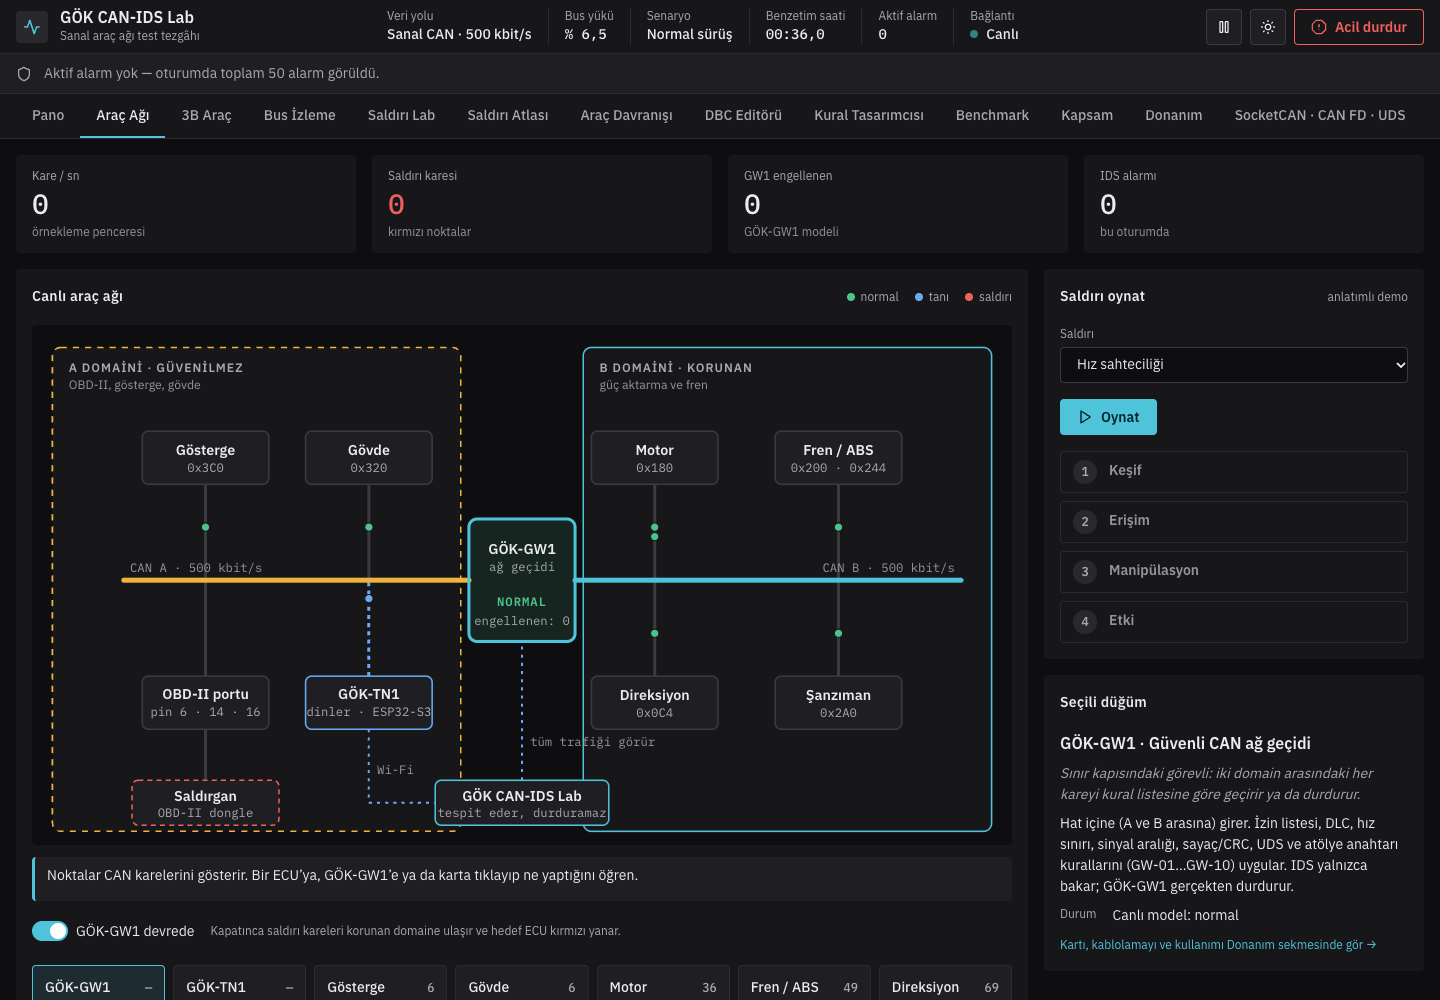 GÖK CAN-IDS Lab
Sanal araç ağı test tezgâhı
Veri yolu
Sanal CAN · 500 kbit/s
Bus yükü
% 6,5
Senaryo
Normal sürüş
Benzetim saati
00:36,0
Aktif alarm
0
Bağlantı
Canlı
Acil durdur
Aktif alarm yok — oturumda toplam 50 alarm görüldü.
Pano
Araç Ağı
3B Araç
Bus İzleme
Saldırı Lab
Saldırı Atlası
Araç Davranışı
DBC Editörü
Kural Tasarımcısı
Benchmark
Kapsam
Donanım
SocketCAN · CAN FD · UDS
Kare / sn
0
örnekleme penceresi
Saldırı karesi
0
kırmızı noktalar
GW1 engellenen
0
GÖK-GW1 modeli
IDS alarmı
0
bu oturumda
Canlı araç ağı
normal
tanı
saldırı
A DOMAİNİ · GÜVENİLMEZ
OBD-II, gösterge, gövde
B DOMAİNİ · KORUNAN
güç aktarma ve fren
Gösterge
0x3C0
Gövde
0x320
Motor
0x180
Fren / ABS
0x200 · 0x244
GÖK-GW1
ağ geçidi
NORMAL
engellenen: 0
CAN A · 500 kbit/s
CAN B · 500 kbit/s
OBD-II portu
pin 6 · 14 · 16
GÖK-TN1
dinler · ESP32-S3
Direksiyon
0x0C4
Şanzıman
0x2A0
tüm trafiği görür
Wi-Fi
Saldırgan
OBD-II dongle
GÖK CAN-IDS Lab
tespit eder, durduramaz
Noktalar CAN karelerini gösterir. Bir ECU’ya, GÖK-GW1’e ya da karta tıklayıp ne yaptığını öğren.
GÖK-GW1 devrede
Kapatınca saldırı kareleri korunan domaine ulaşır ve hedef ECU kırmızı yanar.
GÖK-GW1 –
GÖK-TN1 –
Gösterge 6
Gövde 6
Motor 36
Fren / ABS 49
Direksiyon 69
Saldırı oynat
anlatımlı demo
Saldırı
Hız sahteciliği
Oynat
1 Keşif
2 Erişim
3 Manipülasyon
4 Etki
Seçili düğüm
GÖK-GW1 · Güvenli CAN ağ geçidi
Sınır kapısındaki görevli: iki domain arasındaki her
kareyi kural listesine göre geçirir ya da durdurur.
Hat içine (A ve B arasına) girer. İzin listesi, DLC, hız
sınırı, sinyal aralığı, sayaç/CRC, UDS ve atölye anahtarı
kurallarını (GW-01…GW-10) uygular. IDS yalnızca
bakar; GÖK-GW1 gerçekten durdurur.
Durum Canlı model: normal
Kartı, kablolamayı ve kullanımı Donanım sekmesinde gör →